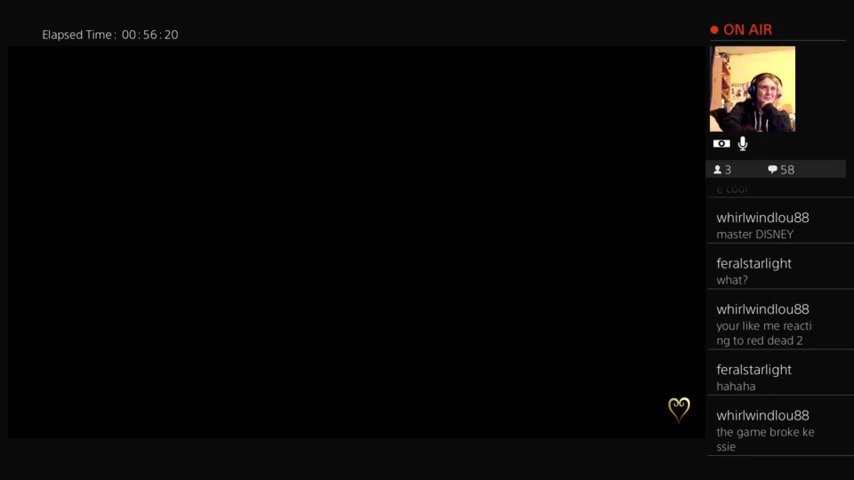 Elapsed Time: 00:56:20
ON AIR
3
58
e cool
whirlwindlou88
master DISNEY
feralstarlight
what?
whirlwindlou88
your like me reacti
ng to red dead 2
feralstarlight
hahaha
whirlwindlou88
the game broke ke
ssie